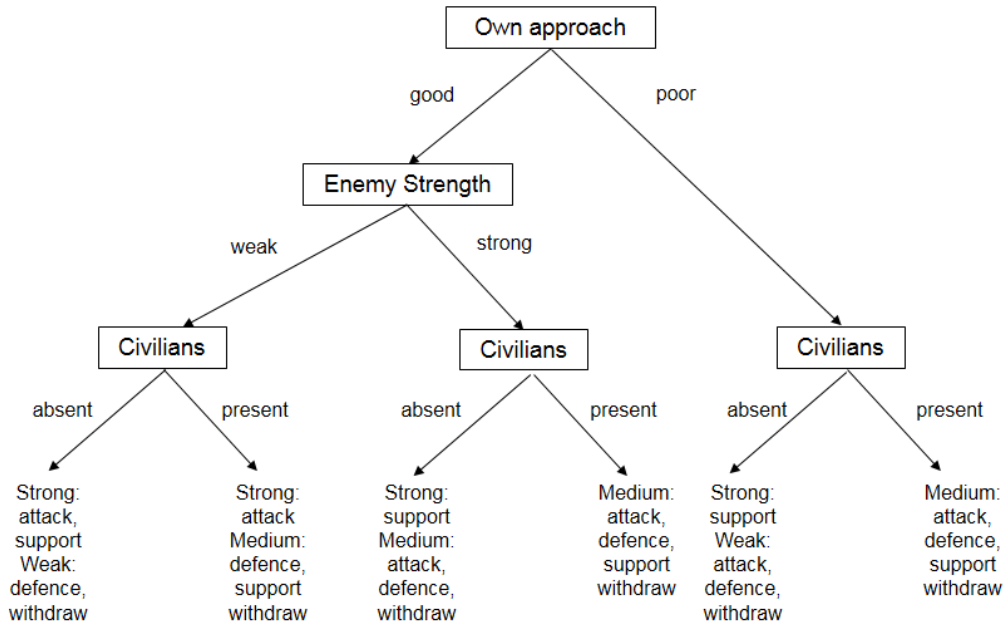 Own approach
good
poor
Enemy Strength
weak
strong
Civilians
Civilians
Civilians
absent
present
absent
present
absent
present
Strong:
attack,
support
Weak:
defence,
withdraw
Strong:
attack
Medium:
defence,
support
withdraw
Strong:
support
Medium:
attack,
defence,
withdraw
Medium:
attack,
defence,
support
withdraw
Strong:
support
Weak:
attack,
defence,
withdraw
Medium:
attack,
defence,
support
withdraw